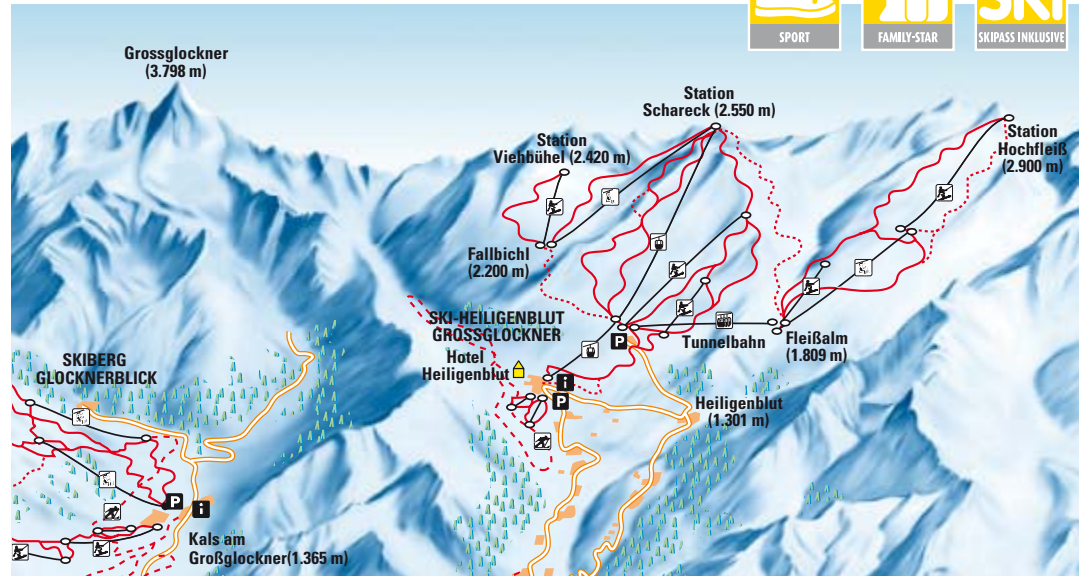 SPORT
FAMILY-STAR
SKI
SKIPASS INKLUSIVE
Grossglockner
(3.798 m)
Station
Schareck (2.550 m)
Station
Viehbühel (2.420 m)
Station
Hochfleiß
(2.900 m)
Fallbichl
(2.200 m)
SKI-HEILIGENBLUT
GROSSGLOCKNER
P
Tunnelbahn
Fleißalm
(1.809 m)
Hotel
Heiligenblut
i
P
Heiligenblut
(1.301 m)
SKIBERG
GLOCKNERBLICK
P
i
Kals am
Großglockner(1.365 m)